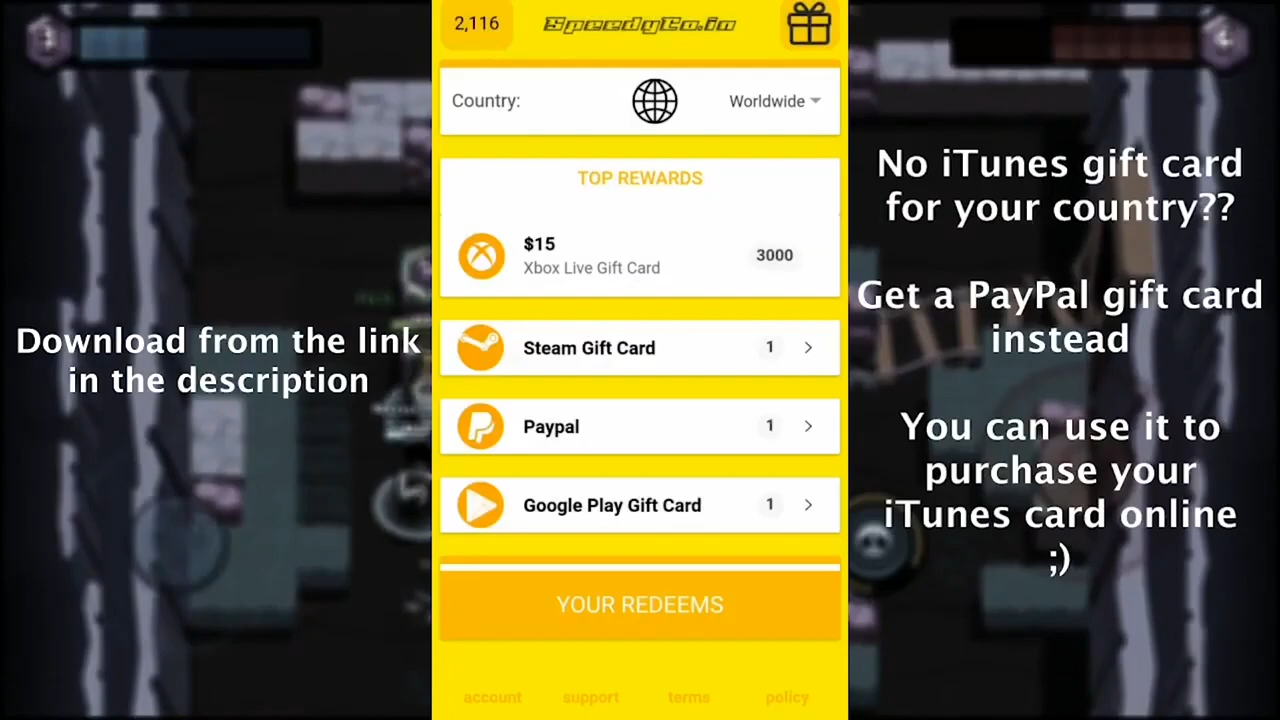 2,116
SpeedyCo.io
Country:
Worldwide
TOP REWARDS
$15
Xbox Live Gift Card
3000
Steam Gift Card
1
Paypal
1
Google Play Gift Card
1
YOUR REDEEMS
account
support
terms
policy
Download from the link
in the description
No iTunes gift card
for your country??
Get a PayPal gift card
instead
You can use it to
purchase your
iTunes card online
;)